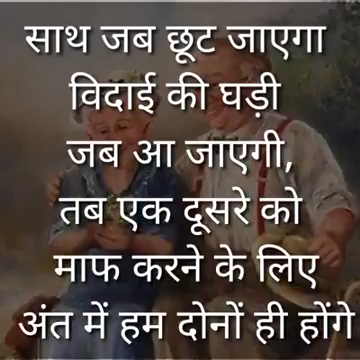 साथ जब छूट जाएगा
विदाई की घड़ी
जब आ जाएगी,
तब एक दूसरे को
माफ करने के लिए
अंत में हम दोनों ही होंगे